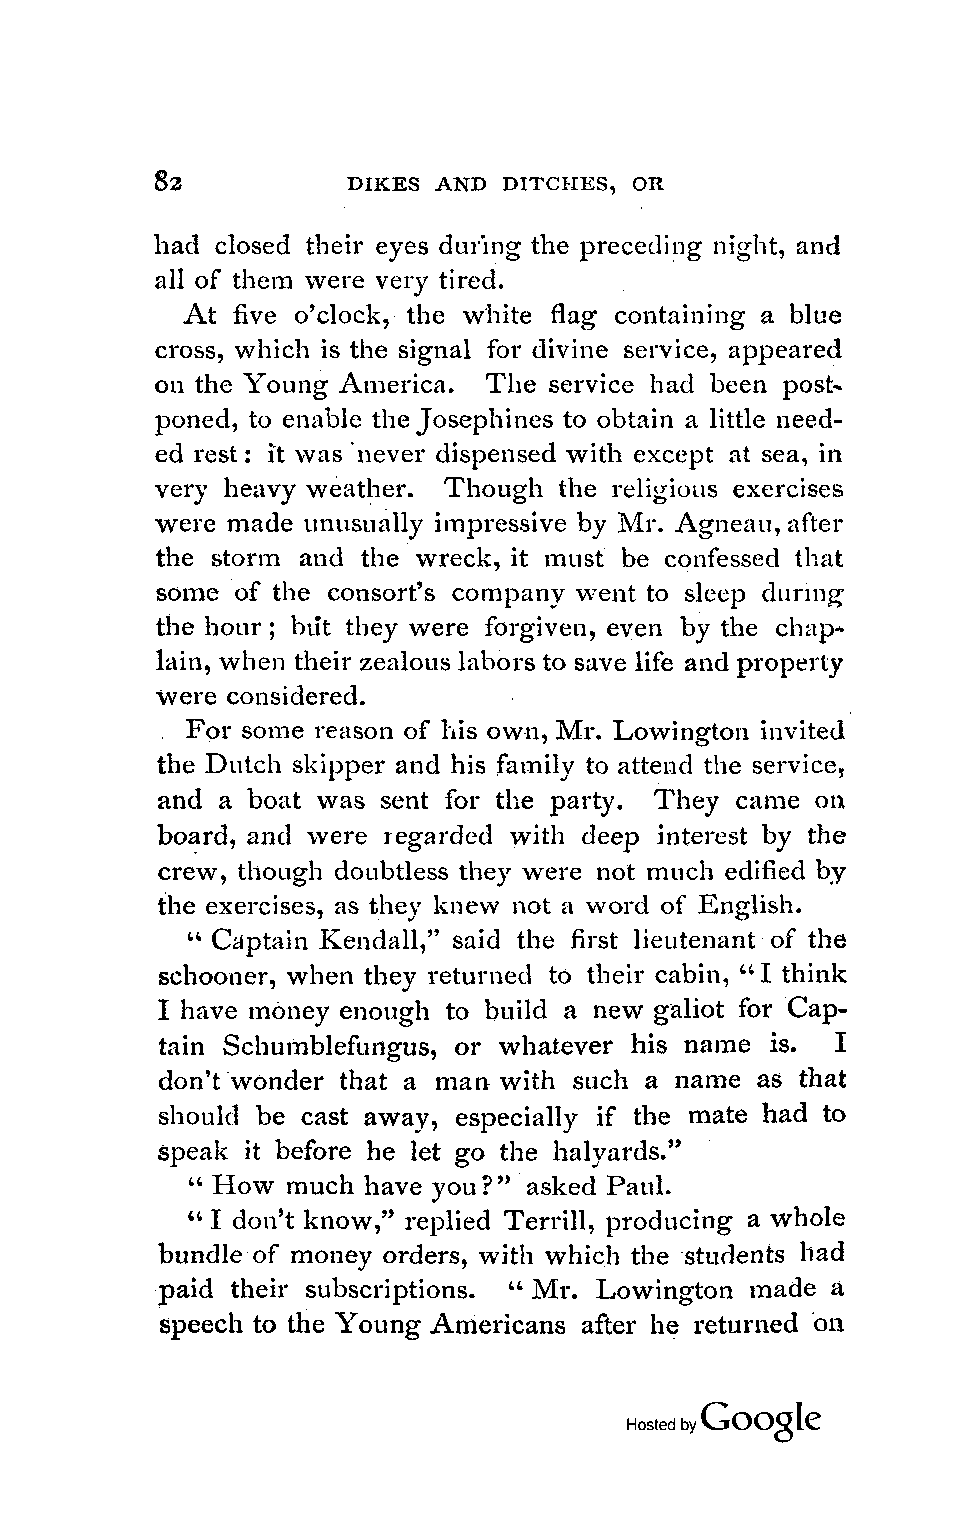 82 DIKES AND DITCHES, OR
had closed their eyes during the preceding night, and
all of them were very tired.
At five o'clock, the white flag containing a blue
cross, which is the signal for divine service, appeared
on the Young America. The service had been post-
poned, to enable the Josephines to obtain a little need-
ed rest: it was never dispensed with except at sea, in
very heavy weather. Though the religious exercises
were made unusually impressive by Mr. Agneau, after
the storm and the wreck, it must be confessed that
some of the consort's company went to sleep during
the hour; but they were forgiven, even by the chap-
lain, when their zealous labors to save life and property
were considered.
For some reason of his own, Mr. Lowington invited
the Dutch skipper and his family to attend the service,
and a boat was sent for the party. They came on
board, and were regarded with deep interest by the
crew, though doubtless they were not much edified by
the exercises, as they knew not a word of English.
"Captain Kendall," said the first lieutenant of the
schooner, when they returned to their cabin, "I think
I have money enough to build a new galiot for Cap-
tain Schumblefungus, or whatever his name is. I
don't wonder that a man with such a name as that
should be cast away, especially if the mate had to
speak it before he let go the halyards."
"How much have you?" asked Paul.
"I don't know," replied Terrill, producing a whole
bundle of money orders, with which the students had
paid their subscriptions. "Mr. Lowington made a
speech to the Young Americans after he returned on
Hosted by Google